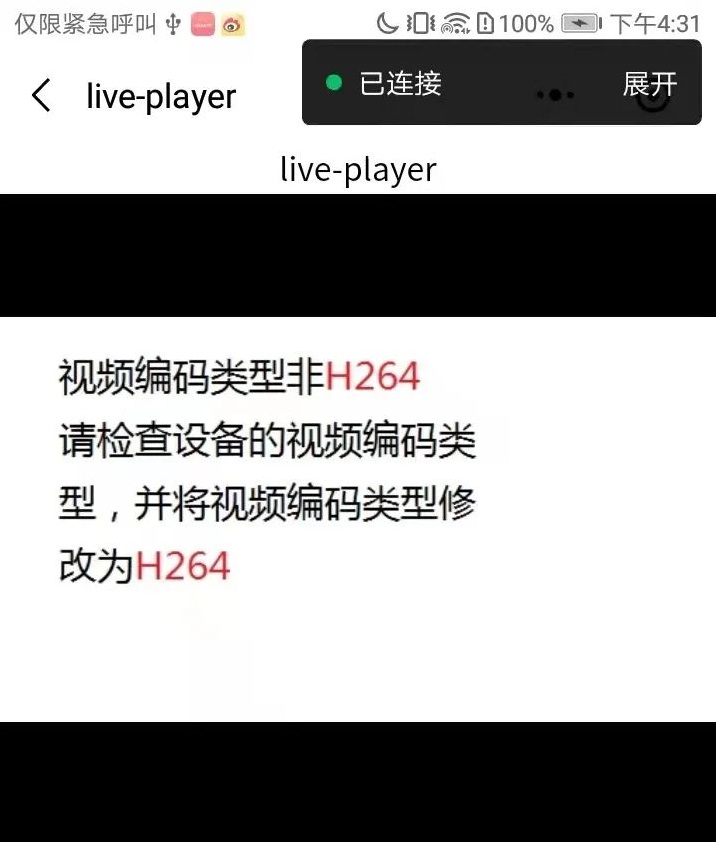 仅限紧急呼叫 100% 下午4:31
live-player
已连接 展开
live-player
视频编码类型非H264
请检查设备的视频编码类
型，并将视频编码类型修
改为H264